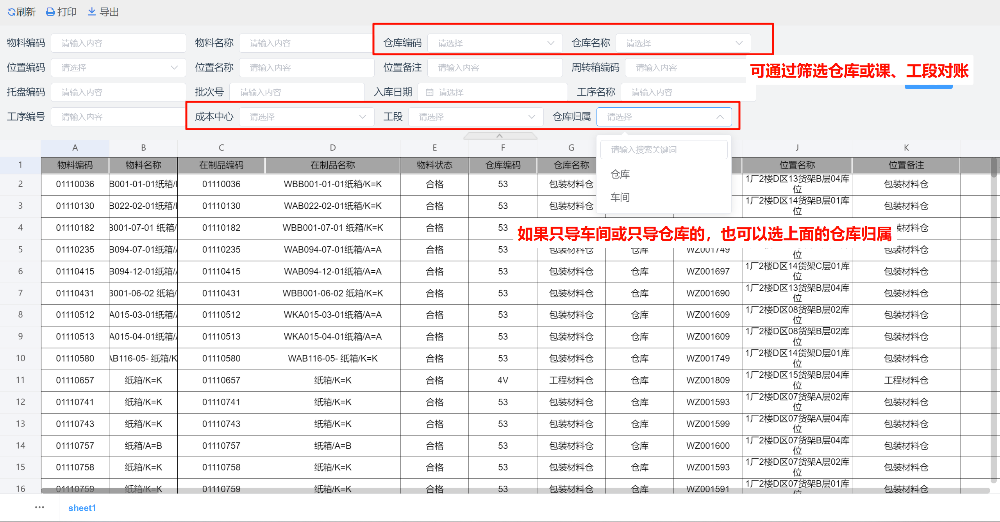 刷新 打印 导出
物料编码 请输入内容 物料名称 请输入内容 仓库编码 请选择 仓库名称 请选择
位置编码 请选择 位置名称 请输入内容 位置备注 请输入内容 周转箱编码 请输入内容
可通过筛选仓库或课、工段对账
托盘编码 请输入内容 批次号 请输入内容 入库日期 请选择 工序名称 请输入内容
工序编号 请输入内容 成本中心 请选择 工段 请选择 仓库归属 请选择
请输入搜索关键词
仓库
车间
A B C D E F G J K
1 物料编码 物料名称 在制品编码 在制品名称 物料状态 仓库编码 仓库名称 位置名称 位置备注
2 01110036 B001-01-01纸箱/ 01110036 WBB001-01-01纸箱/K=K 合格 53 包装材料仓 1厂2楼D区13货架B层04库位 包装材料仓
3 01110130 B022-02-01纸箱/ 01110130 WAB022-02-01纸箱/K=K 合格 53 包装材料仓 1厂2楼D区14货架B层01库位 包装材料仓
4 01110182 B001-07-01 纸箱/ 01110182 WBB001-07-01 纸箱/K=K 合格 53 装材料仓
如果只导车间或只导仓库的，也可以选上面的仓库归属
5 01110235 B094-07-01纸箱/ 01110235 WAB094-07-01纸箱/A=A 合格 53 包装材料仓 仓库 WZ001749 位 包装材料仓
6 01110415 B094-12-01纸箱/ 01110415 WAB094-12-01纸箱/A=A 合格 53 包装材料仓 仓库 WZ001697 1厂2楼D区14货架C层01库位 包装材料仓
7 01110431 B001-06-02 纸箱/ 01110431 WBB001-06-02 纸箱/K=K 合格 53 包装材料仓 仓库 WZ001690 1厂2楼D区13货架B层04库位 包装材料仓
8 01110512 A015-03-01纸箱/ 01110512 WKA015-03-01纸箱/A=A 合格 53 包装材料仓 仓库 WZ001609 1厂2楼D区08货架B层02库位 包装材料仓
9 01110513 A015-04-01纸箱/ 01110513 WKA015-04-01纸箱/A=A 合格 53 包装材料仓 仓库 WZ001609 1厂2楼D区08货架B层02库位 包装材料仓
10 01110580 AB116-05- 纸箱/K 01110580 WAB116-05- 纸箱/K=K 合格 53 包装材料仓 仓库 WZ001749 1厂2楼D区14货架D层01库位 包装材料仓
11 01110657 纸箱/K=K 01110657 纸箱/K=K 合格 4V 工程材料仓 仓库 WZ001809 1厂2楼D区15货架B层04库位 工程材料仓
12 01110741 纸箱/K=K 01110741 纸箱/K=K 合格 53 包装材料仓 仓库 WZ001593 1厂2楼D区07货架A层02库位 包装材料仓
13 01110743 纸箱/K=K 01110743 纸箱/K=K 合格 53 包装材料仓 仓库 WZ001599 1厂2楼D区07货架A层04库位 包装材料仓
14 01110757 纸箱/A=B 01110757 纸箱/A=B 合格 53 包装材料仓 仓库 WZ001600 1厂2楼D区07货架B层04库位 包装材料仓
15 01110758 纸箱/K=K 01110758 纸箱/K=K 合格 53 包装材料仓 仓库 WZ001593 1厂2楼D区07货架A层02库位 包装材料仓
16 01110759 纸箱/K=K 01110759 纸箱/K=K 合格 53 包装材料仓 仓库 WZ001591 1厂2楼D区07货架B层01库位 包装材料仓
··· sheet1